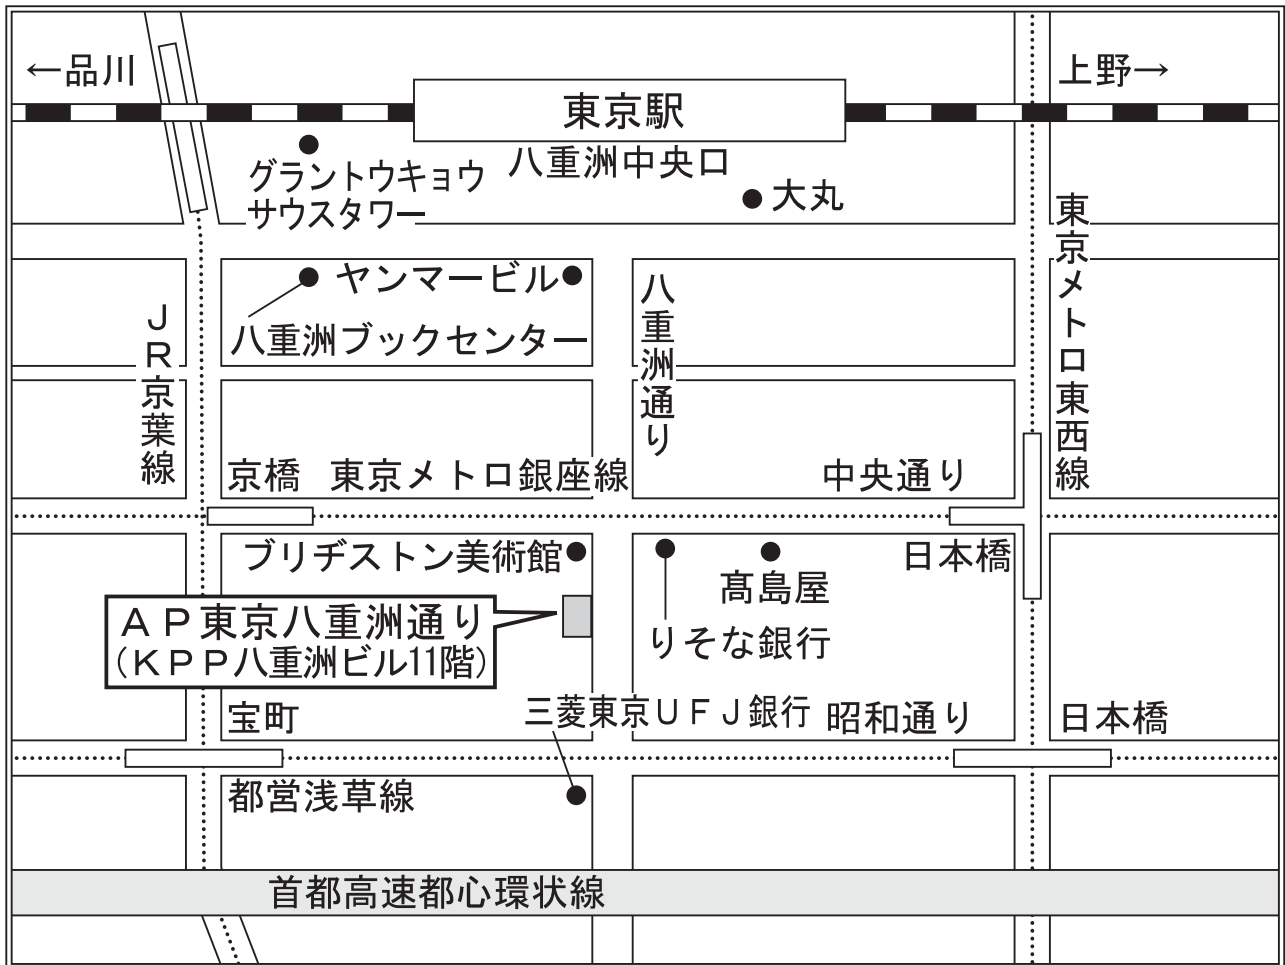 ←品川
上野→
東京駅
八重洲中央口
グラントウキョウ
サウスタワー
大丸
東京メトロ東西線
ヤンマービル
八重洲ブックセンター
八重洲通り
ＪＲ京葉線
京橋
東京メトロ銀座線
中央通り
ブリヂストン美術館
日本橋
髙島屋
りそな銀行
ＡＰ東京八重洲通り
(ＫＰＰ八重洲ビル11階)
宝町
三菱東京ＵＦＪ銀行
昭和通り
日本橋
都営浅草線
首都高速都心環状線